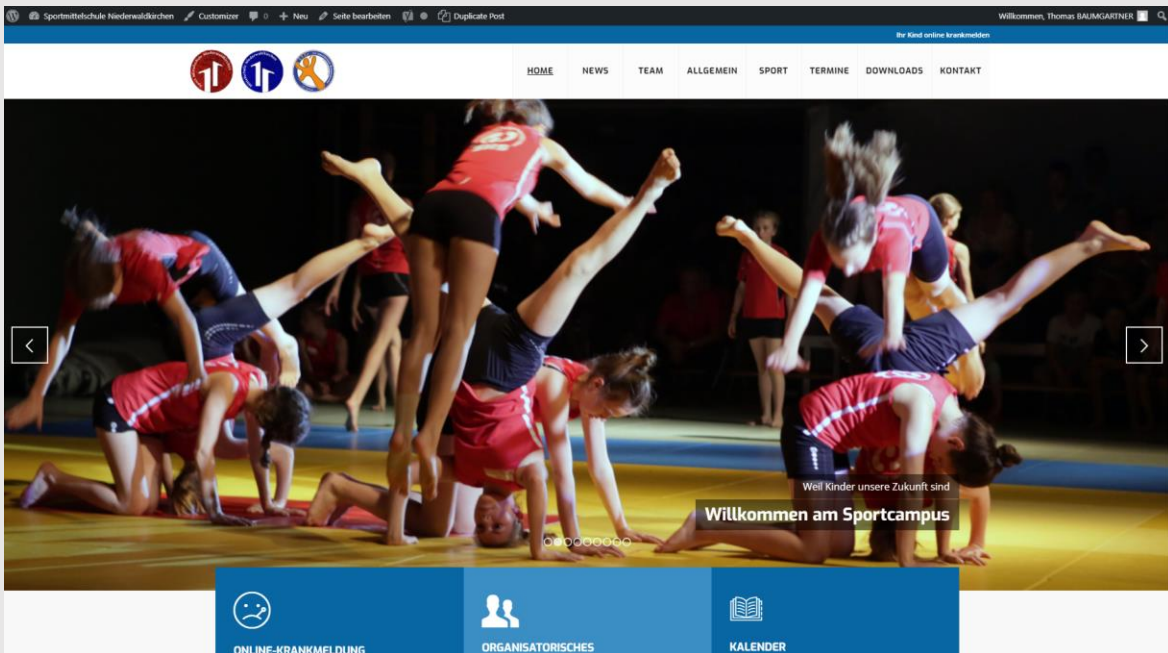 Sportmittelschule Niederwaldkirchen Customizer 0 Neu Seite bearbeiten Duplicate Post Willkommen, Thomas BAUMGARTNER
Ihr Kind online krankmelden
HOME NEWS TEAM ALLGEMEIN SPORT TERMINE DOWNLOADS KONTAKT
Weil Kinder unsere Zukunft sind
Willkommen am Sportcampus
ONLINE-KRANKMELDUNG ORGANISATORISCHES KALENDER